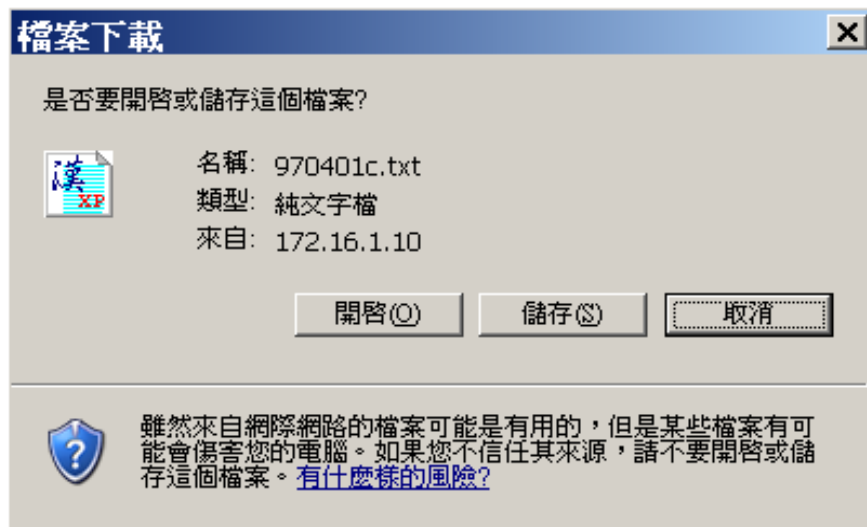 檔案下載
是否要開啓或儲存這個檔案?
漢
XP
名稱: 970401c.txt
類型: 純文字檔
來自: 172.16.1.10
開啓(O) 儲存(S) 取消
雖然來自網際網路的檔案可能是有用的，但是某些檔案有可
能會傷害您的電腦。如果您不信任其來源，請不要開啓或儲
存這個檔案。有什麼樣的風險?